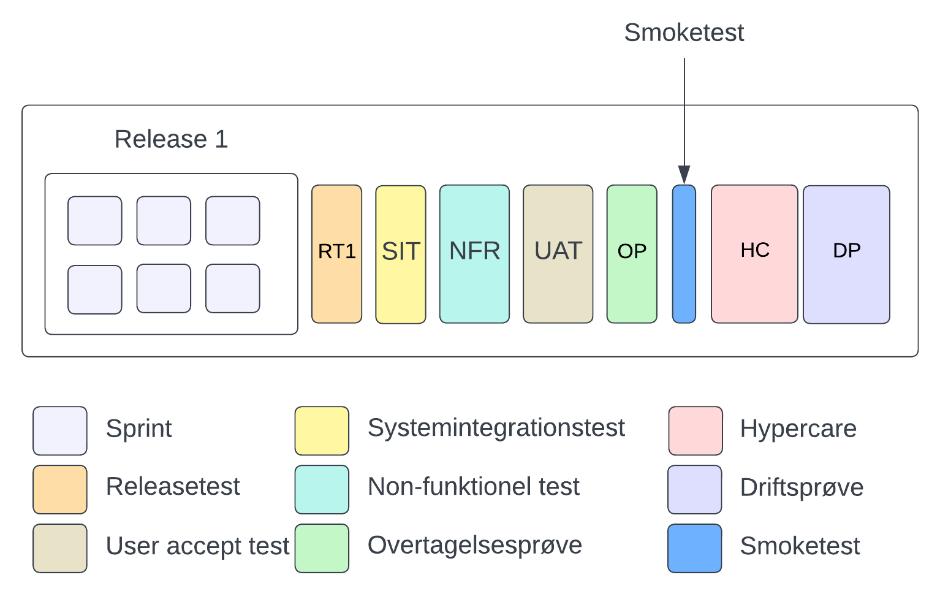 Smoketest
Release 1
RT1
SIT
NFR
UAT
OP
HC
DP
Sprint
Systemintegrationstest
Hypercare
Releasetest
Non-funktionel test
Driftsprøve
User accept test
Overtagelsesprøve
Smoketest